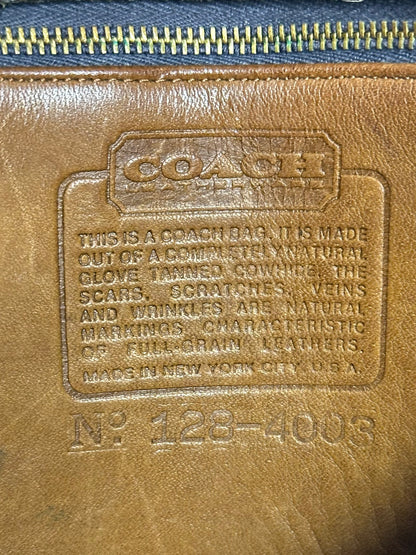 COACH
LEATHERWARE
THIS IS A COACH BAG. IT IS MADE
OUT OF A COMPLETELY NATURAL
GLOVE TANNED COWHIDE. THE
SCARS, SCRATCHES, VEINS
AND WRINKLES ARE NATURAL
MARKINGS CHARACTERISTIC
OF FULL-GRAIN LEATHERS.
MADE IN NEW YORK CITY, U.S.A.
Nº 128-4003